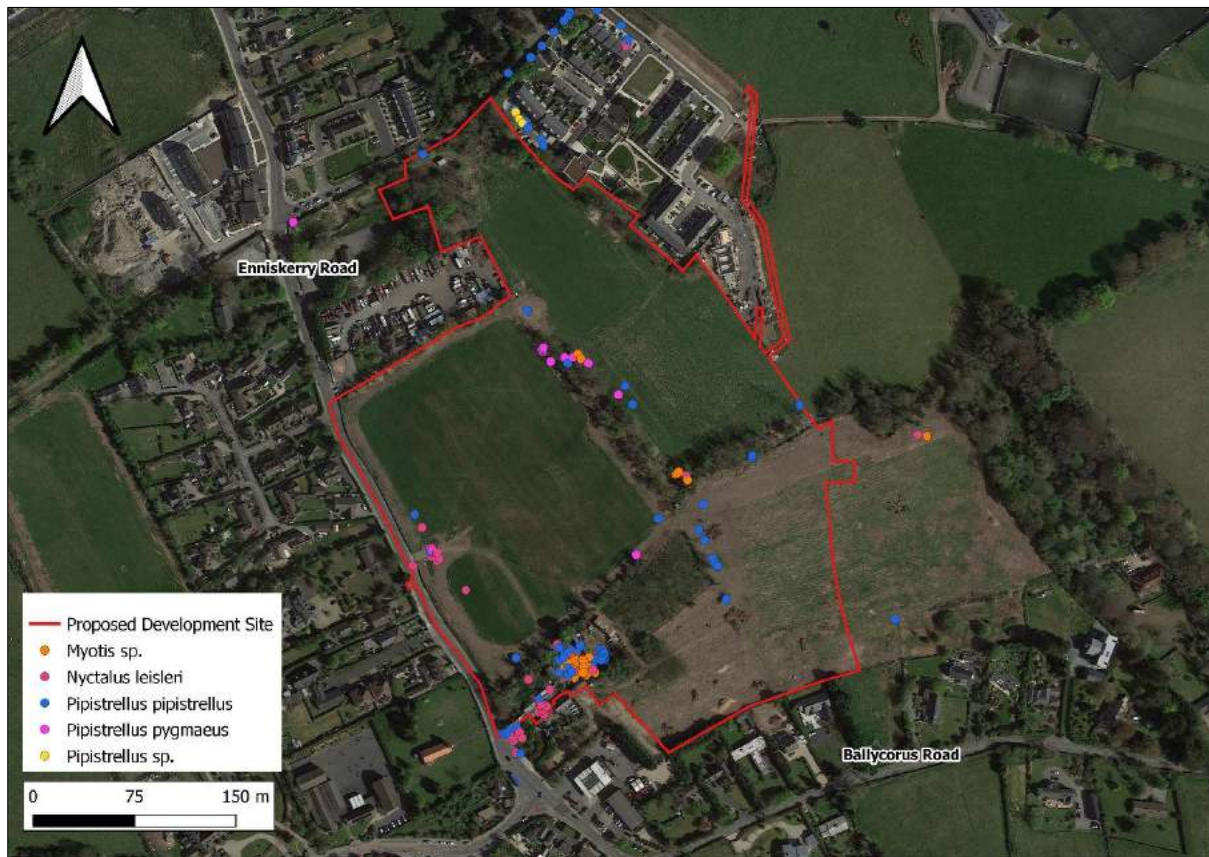 Enniskerry Road
Ballycorus Road
Proposed Development Site
Myotis sp.
Nyctalus leisleri
Pipistrellus pipistrellus
Pipistrellus pygmaeus
Pipistrellus sp.
0 75 150 m